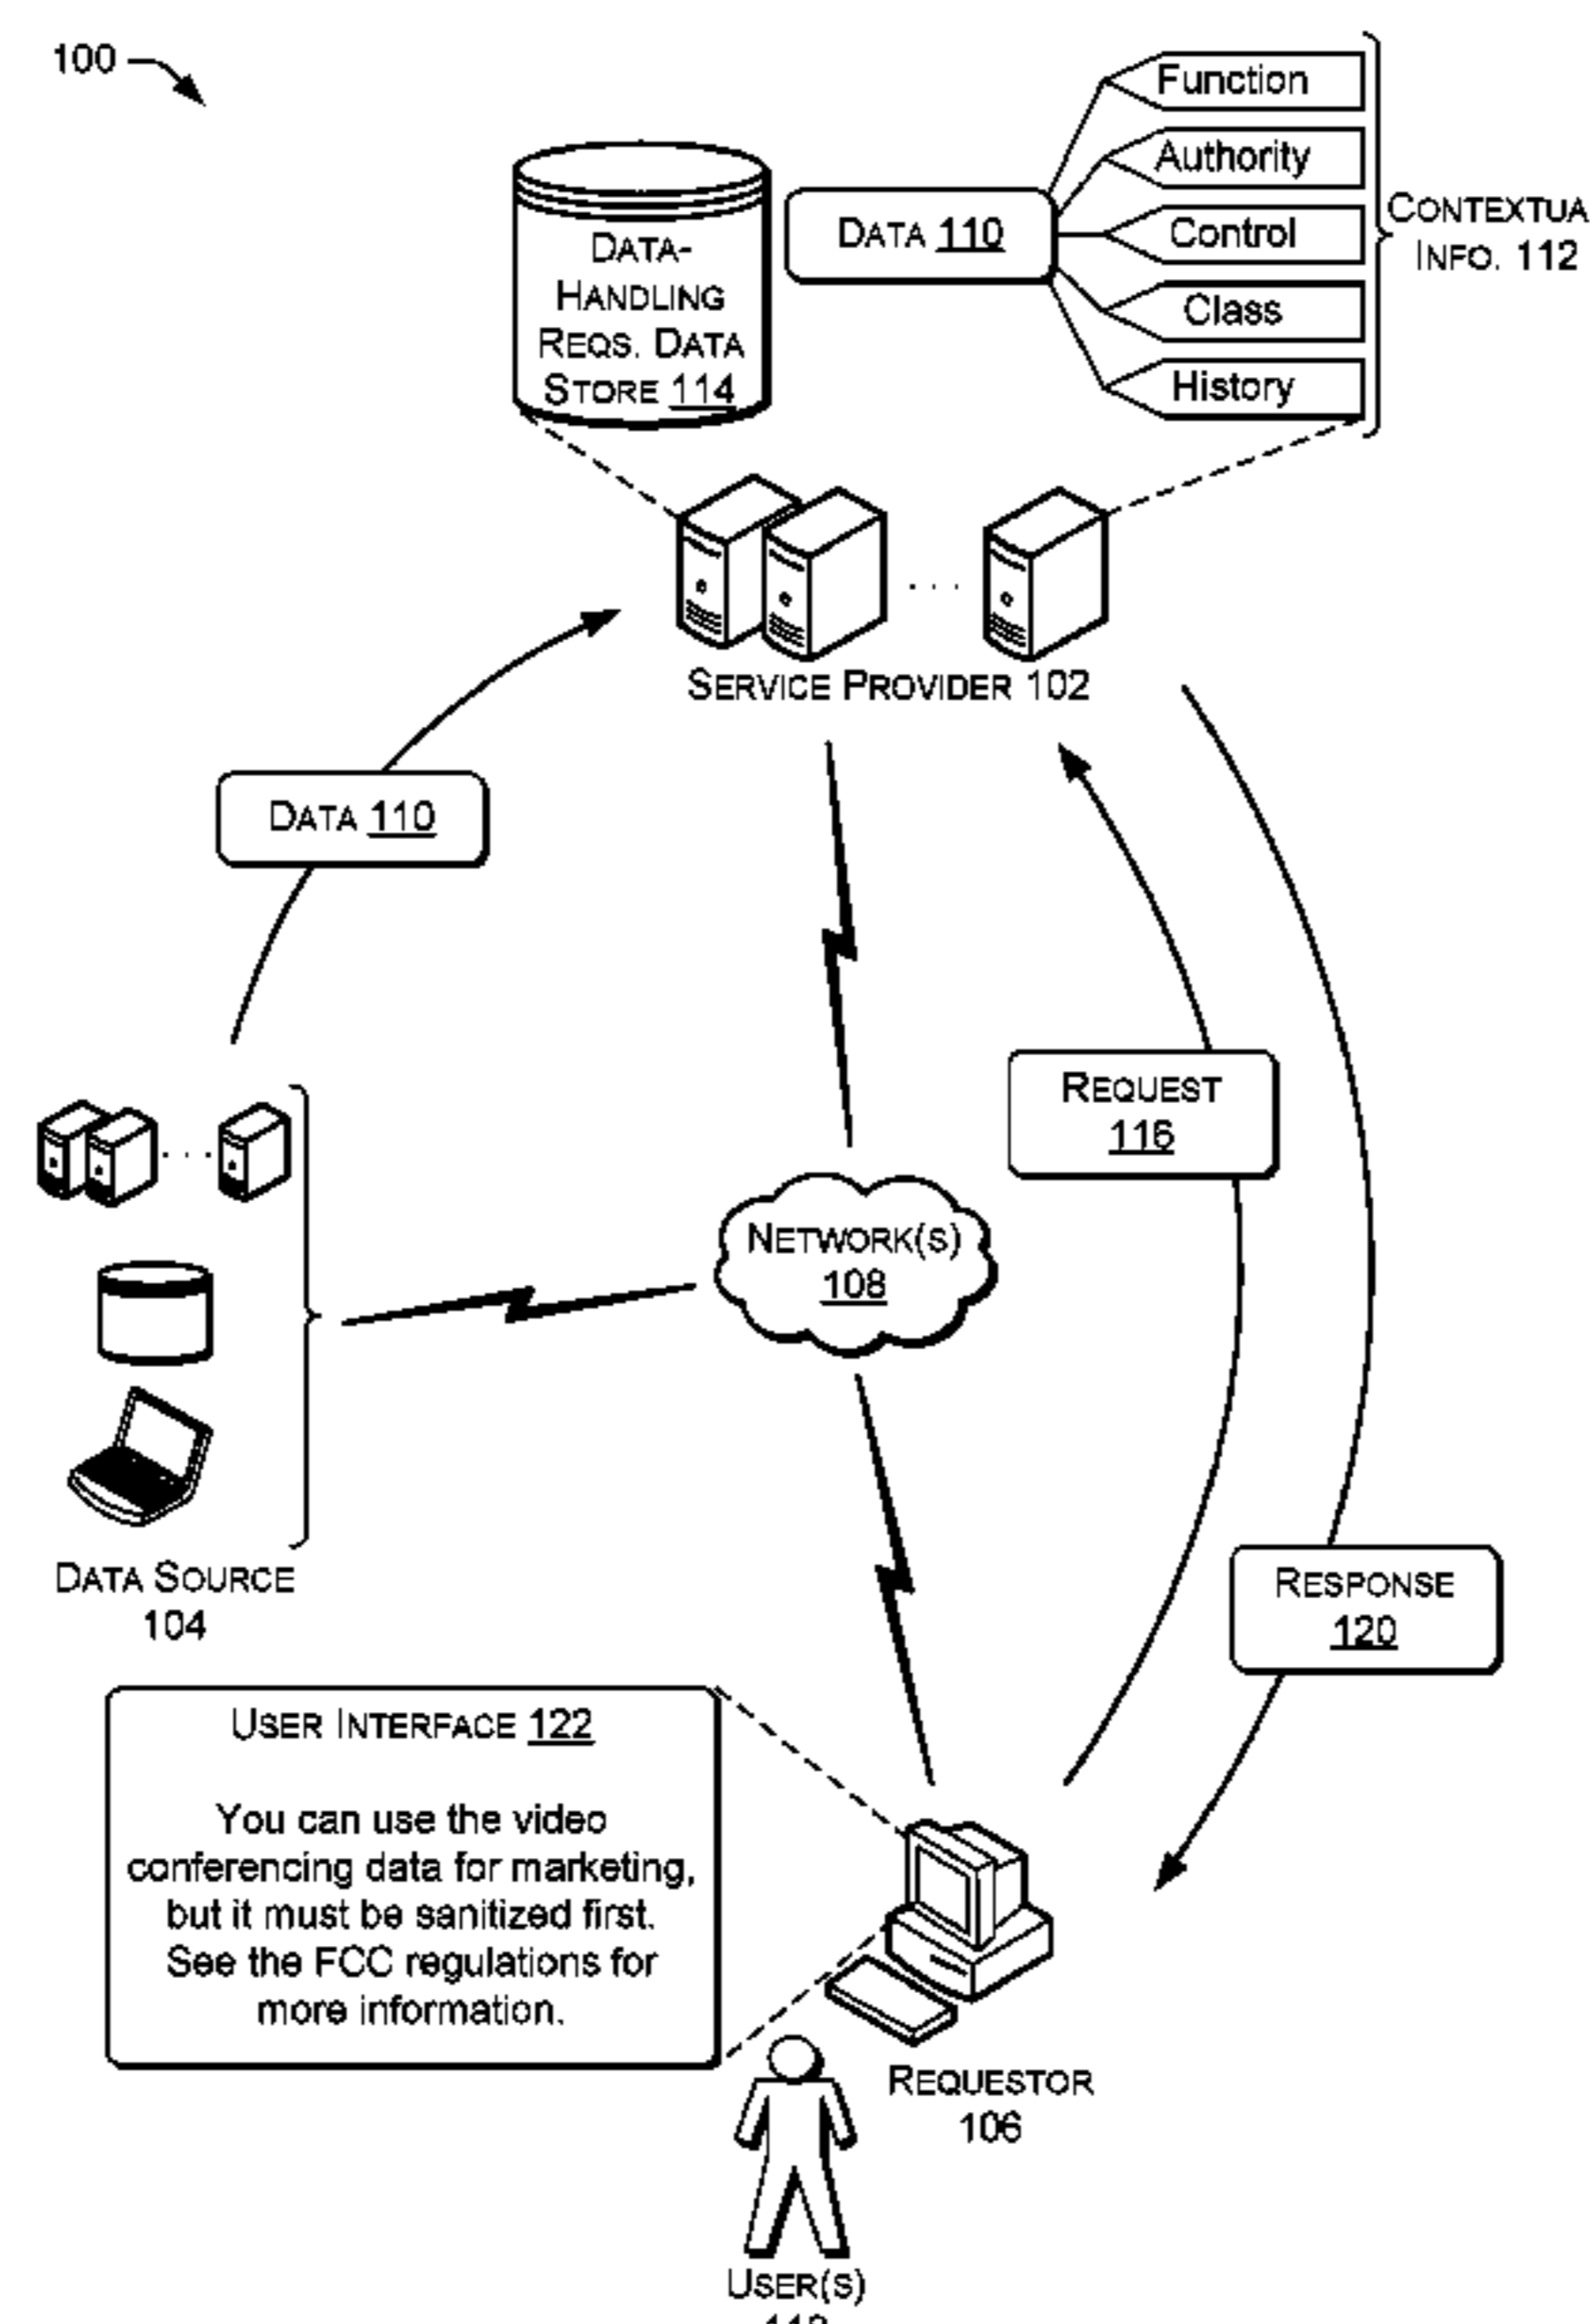 100
Function
Authority
Control
Class
History
CONTEXTUA
INFO. 112
DATA 110
DATA-
HANDLING
REQS. DATA
STORE 114
SERVICE PROVIDER 102
DATA 110
REQUEST
116
NETWORK(S)
108
DATA SOURCE
104
RESPONSE
120
USER INTERFACE 122
You can use the video
conferencing data for marketing,
but it must be sanitized first.
See the FCC regulations for
more information.
REQUESTOR
106
USER(S)